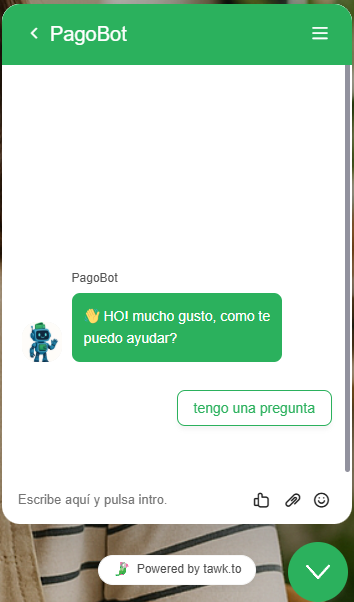 PagoBot
PagoBot
👋 HO! mucho gusto, como te
puedo ayudar?
tengo una pregunta
Escribe aquí y pulsa intro.
Powered by tawk.to